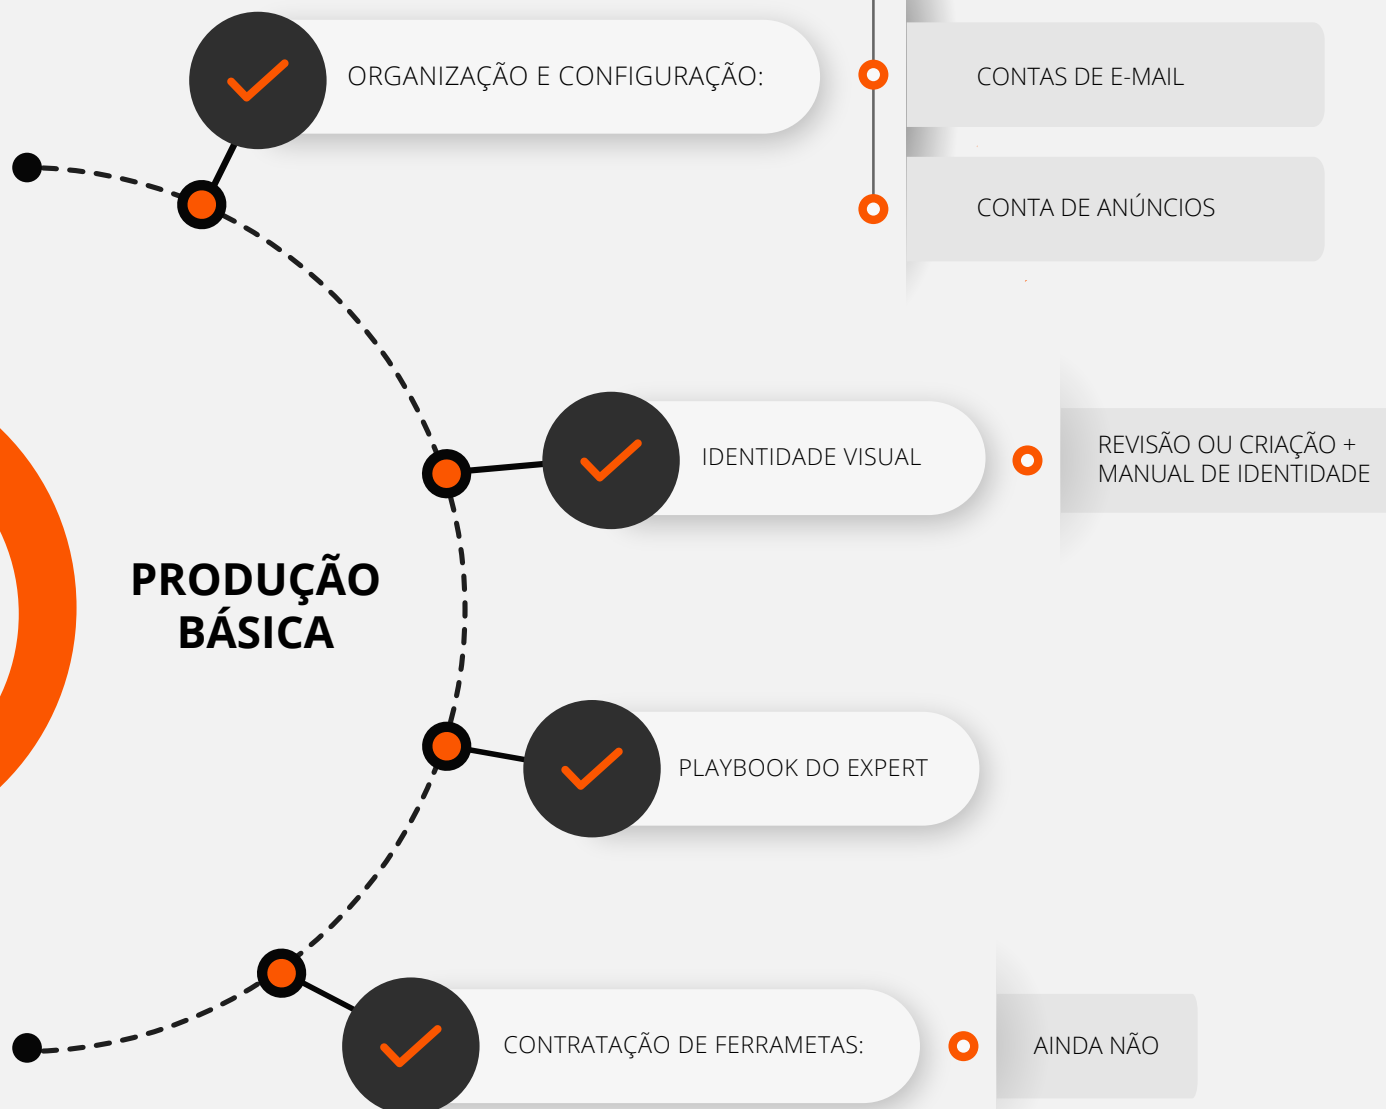 ORGANIZAÇÃO E CONFIGURAÇÃO:
CONTAS DE E-MAIL
CONTA DE ANÚNCIOS
IDENTIDADE VISUAL
REVISÃO OU CRIAÇÃO +
MANUAL DE IDENTIDADE
PRODUÇÃO
BÁSICA
PLAYBOOK DO EXPERT
CONTRATAÇÃO DE FERRAMETAS:
AINDA NÃO